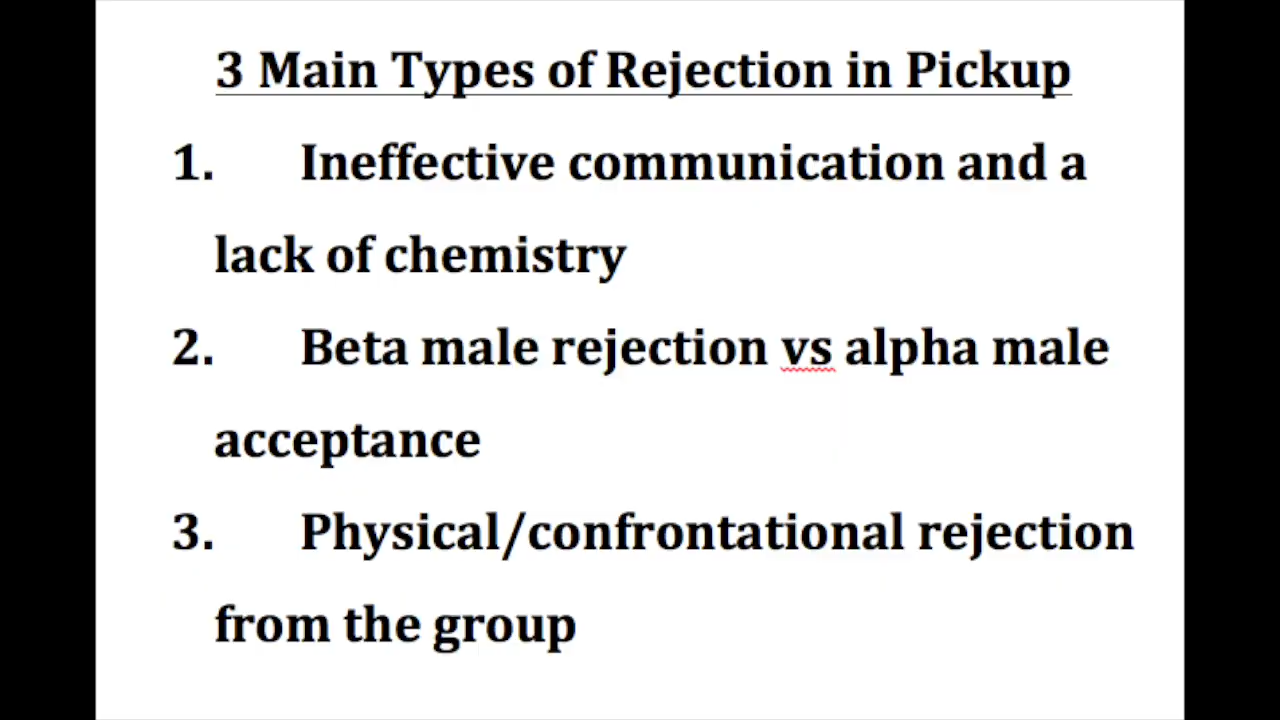 3 Main Types of Rejection in Pickup
1. Ineffective communication and a
lack of chemistry
2. Beta male rejection vs alpha male
acceptance
3. Physical/confrontational rejection
from the group